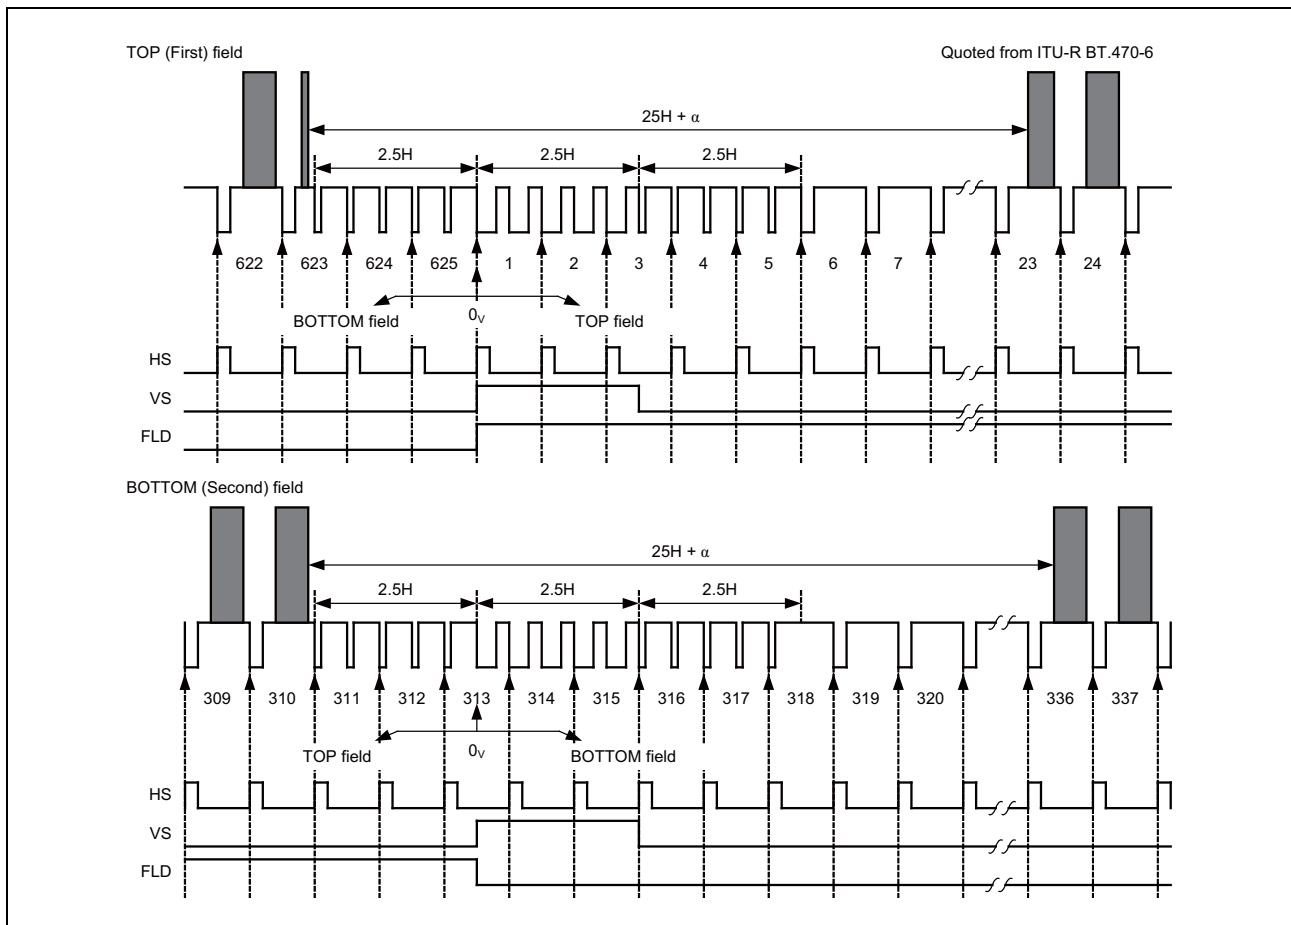 TOP (First) field Quoted from ITU-R BT.470-6
25H + α
2.5H 2.5H 2.5H
622 623 624 625 1 2 3 4 5 6 7 23 24
BOTTOM field 0V TOP field
HS
VS
FLD
BOTTOM (Second) field
25H + α
2.5H 2.5H 2.5H
309 310 311 312 313 314 315 316 317 318 319 320 336 337
TOP field 0V BOTTOM field
HS
VS
FLD